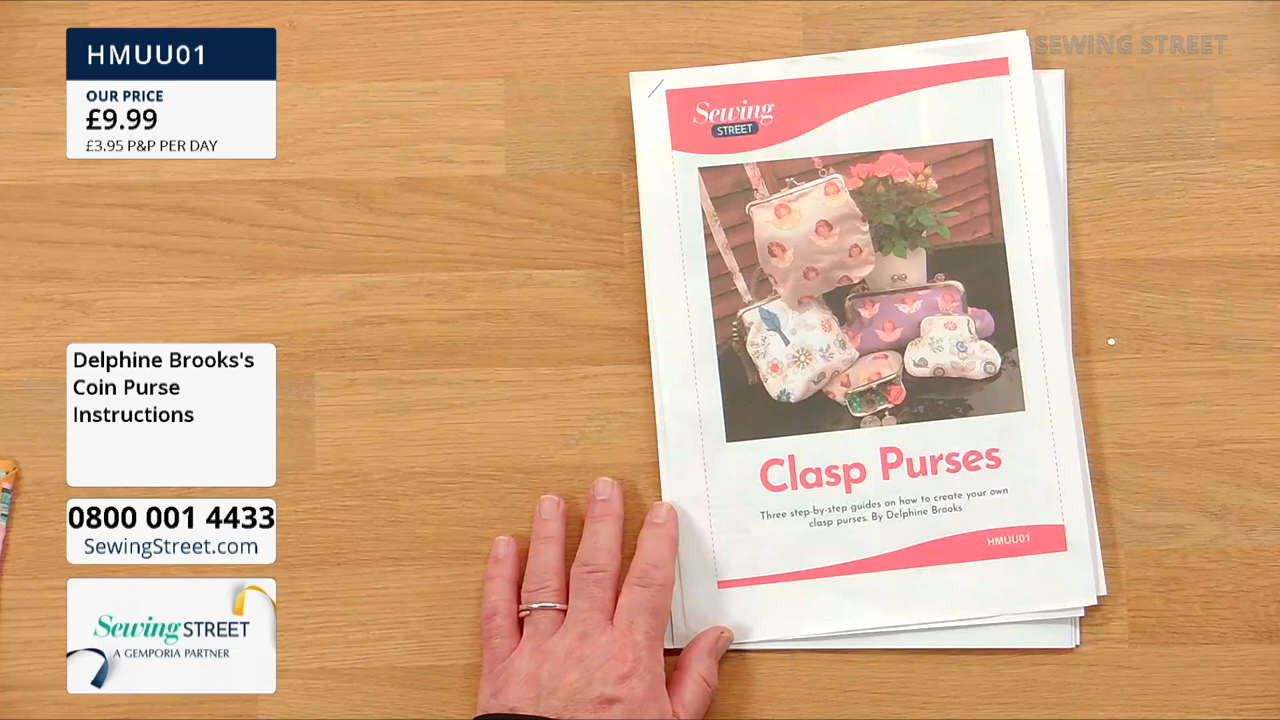 HMUU01
OUR PRICE
£9.99
£3.95 P&P PER DAY
Delphine Brooks's
Coin Purse
Instructions
0800 001 4433
SewingStreet.com
Sewing STREET
A GEMPORIA PARTNER
SEWING STREET
Sewing
STREET
Clasp Purses
Three step-by-step guides on how to create your own
clasp purses. By Delphine Brooks
HMUU01